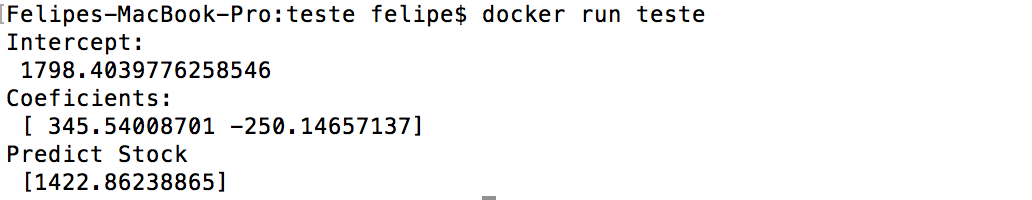 [Felipes-MacBook-Pro:teste felipe$ docker run teste
Intercept:
 1798.4039776258546
Coeficients:
 [ 345.54008701 -250.14657137]
Predict Stock
 [1422.86238865]